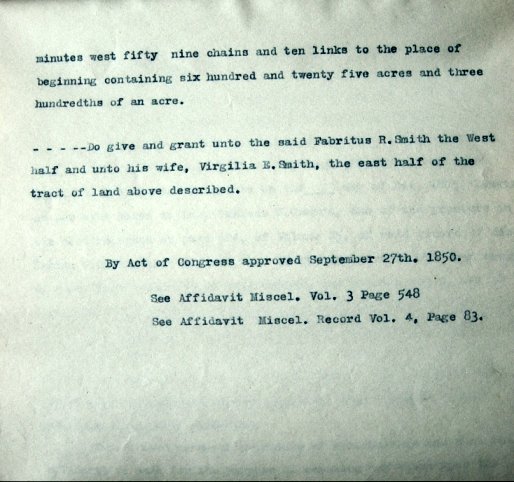 minutes west fifty nine chains and ten links to the place of
beginning containing six hundred and twenty five acres and three
hundredths of an acre.
- - - --Do give and grant unto the said Fabritus R.Smith the West
half and unto his wife, Virgilia E.Smith, the east half of the
tract of land above described.
By Act of Congress approved September 27th. 1850.
See Affidavit Miscel. Vol. 3 Page 548
See Affidavit Miscel. Record Vol. 4, Page 83.